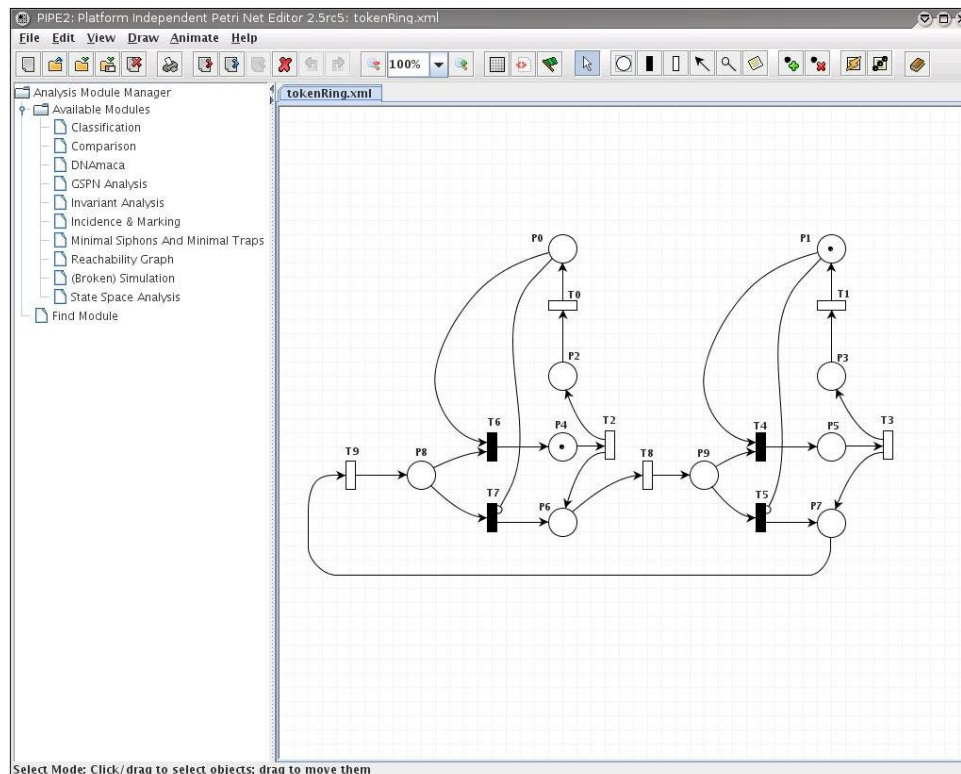 PIPE2: Platform Independent Petri Net Editor 2.5rc5: tokenRing.xml
File Edit View Draw Animate Help
100%
Analysis Module Manager
Available Modules
Classification
Comparison
DNAmaca
GSPN Analysis
Invariant Analysis
Incidence & Marking
Minimal Siphons And Minimal Traps
Reachability Graph
(Broken) Simulation
State Space Analysis
Find Module
tokenRing.xml
P0 P1
T0 T1
P2 P3
T6 P4 T2 T4 P5 T3
T9 P8 T8 P9
T7 P6 T5 P7
Select Mode: Click/drag to select objects; drag to move them